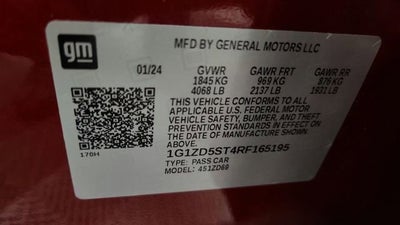 gm
MFD BY GENERAL MOTORS LLC
01/24 GVWR GAWR FRT GAWR RR
1845 KG 969 KG 876 KG
4068 LB 2137 LB 1931 LB
THIS VEHICLE CONFORMS TO ALL
APPLICABLE U.S. FEDERAL MOTOR
VEHICLE SAFETY, BUMPER, AND THEFT
PREVENTION STANDARDS IN EFFECT ON
THE DATE OF MANUFACTURE SHOWN
ABOVE.
170H
1G1ZD5ST4RF165195
TYPE: PASS CAR
MODEL: 4S1ZD69